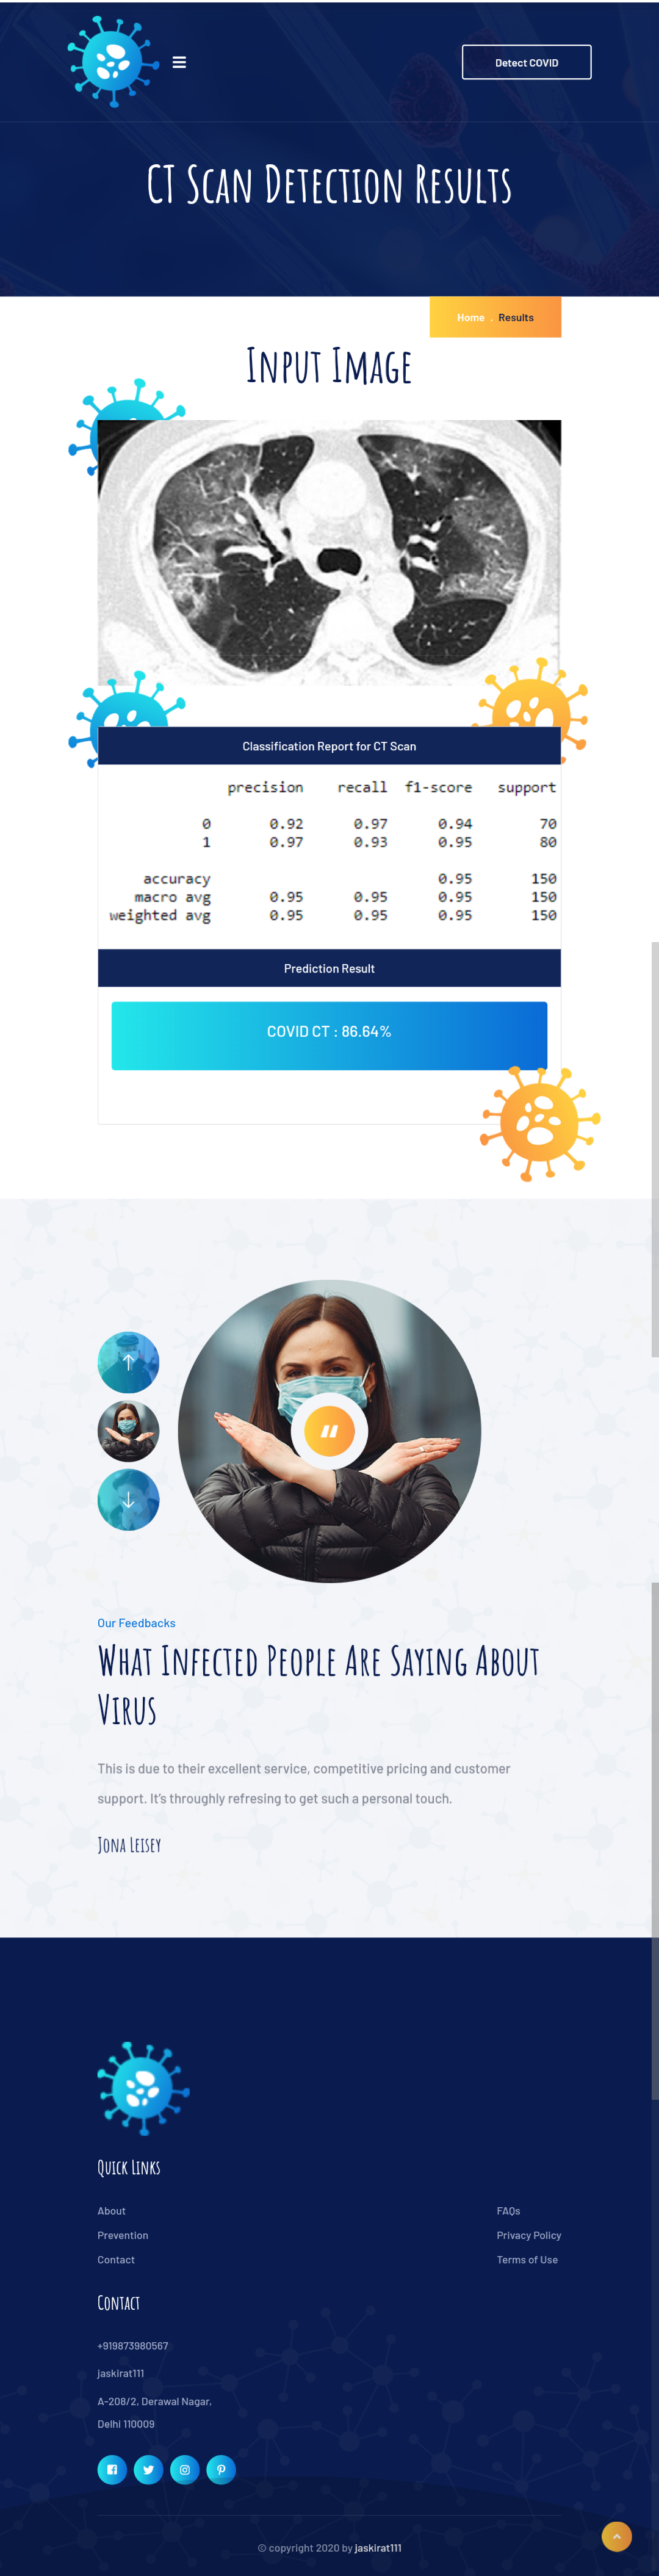 Detect COVID
CT Scan Detection Results
Home . Results
Input Image
Classification Report for CT Scan
precision recall f1-score support
0 0.92 0.97 0.94 70
1 0.97 0.93 0.95 80
accuracy 0.95 150
macro avg 0.95 0.95 0.95 150
weighted avg 0.95 0.95 0.95 150
Prediction Result
COVID CT : 86.64%
Our Feedbacks
What Infected People Are Saying About
Virus
This is due to their excellent service, competitive pricing and customer
support. It's throughly refresing to get such a personal touch.
Jona Leisey
Quick Links
About
Prevention
Contact
FAQs
Privacy Policy
Terms of Use
Contact
+919873980567
jaskirat111
A-208/2, Derawal Nagar,
Delhi 110009
© copyright 2020 by jaskirat111